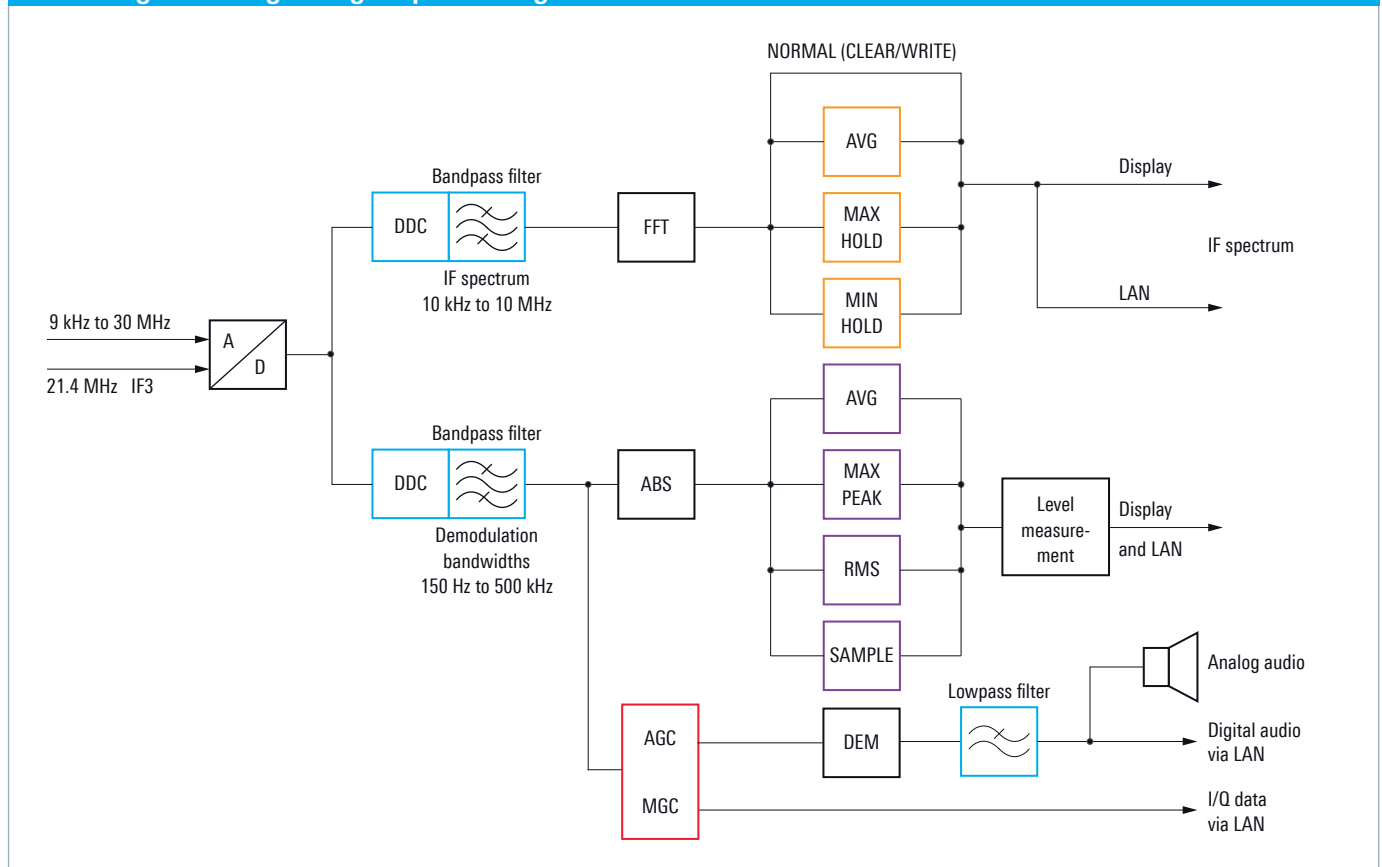 NORMAL (CLEAR/WRITE)
AVG
Display
Bandpass filter
DDC
FFT
MAX
HOLD
IF spectrum
IF spectrum
10 kHz to 10 MHz
LAN
MIN
HOLD
9 kHz to 30 MHz
A
D
21.4 MHz IF3
AVG
Bandpass filter
DDC
ABS
MAX
PEAK
Level
measure-
ment
Display
and LAN
Demodulation
bandwidths
150 Hz to 500 kHz
RMS
SAMPLE
Analog audio
Lowpass filter
AGC
DEM
Digital audio
via LAN
MGC
I/Q data
via LAN